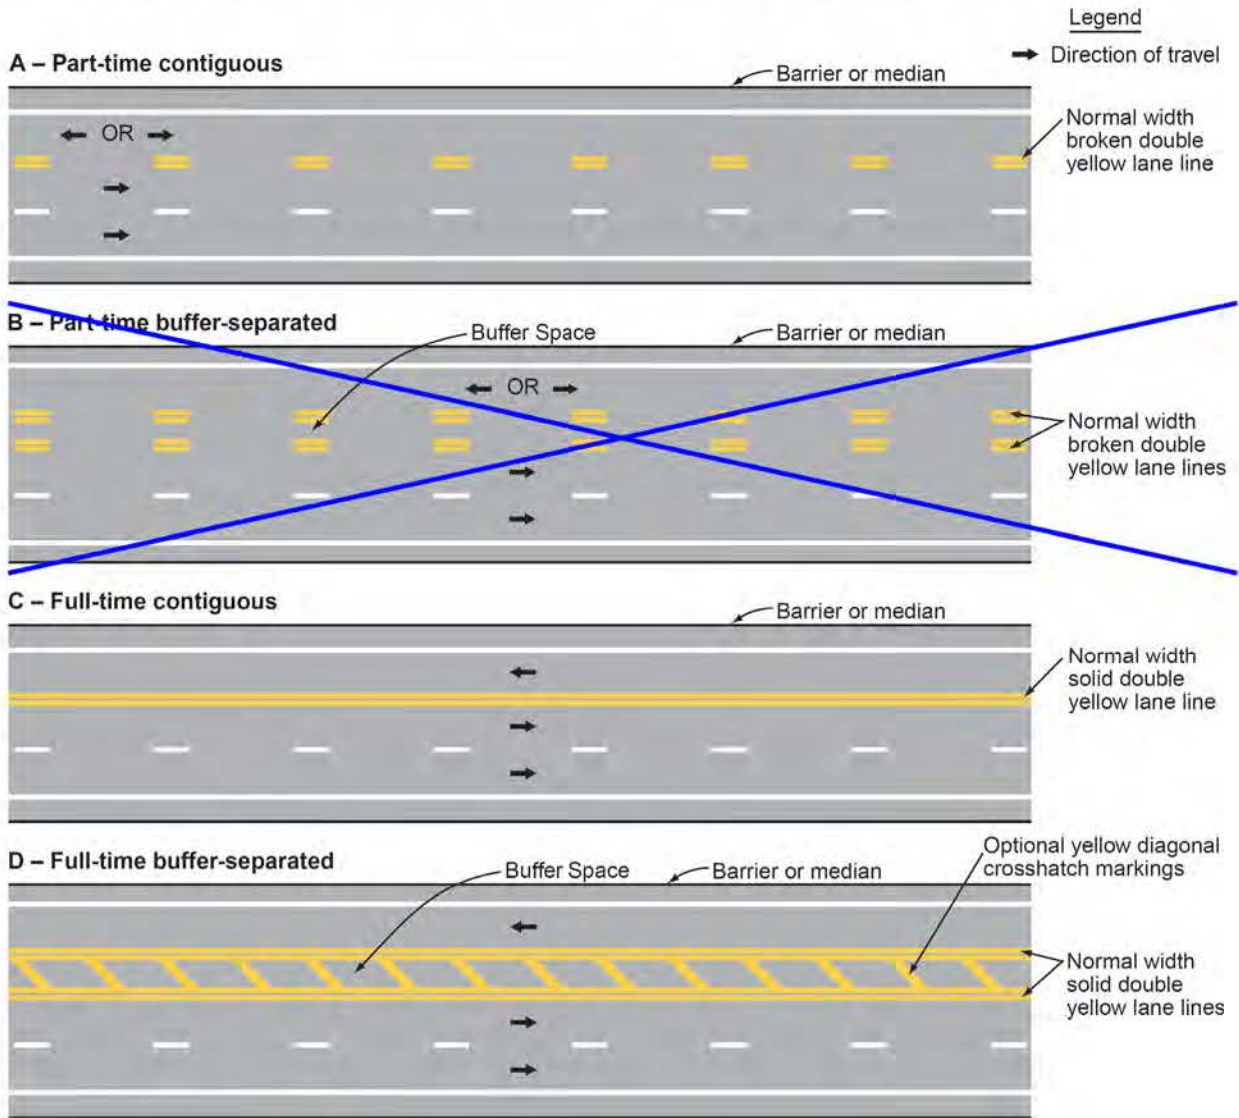 Legend
Direction of travel
A – Part-time contiguous
Barrier or median
OR
Normal width
broken double
yellow lane line
B – Part-time buffer-separated
Buffer Space
Barrier or median
OR
Normal width
broken double
yellow lane lines
C – Full-time contiguous
Barrier or median
Normal width
solid double
yellow lane line
D – Full-time buffer-separated
Buffer Space
Barrier or median
Optional yellow diagonal
crosshatch markings
Normal width
solid double
yellow lane lines